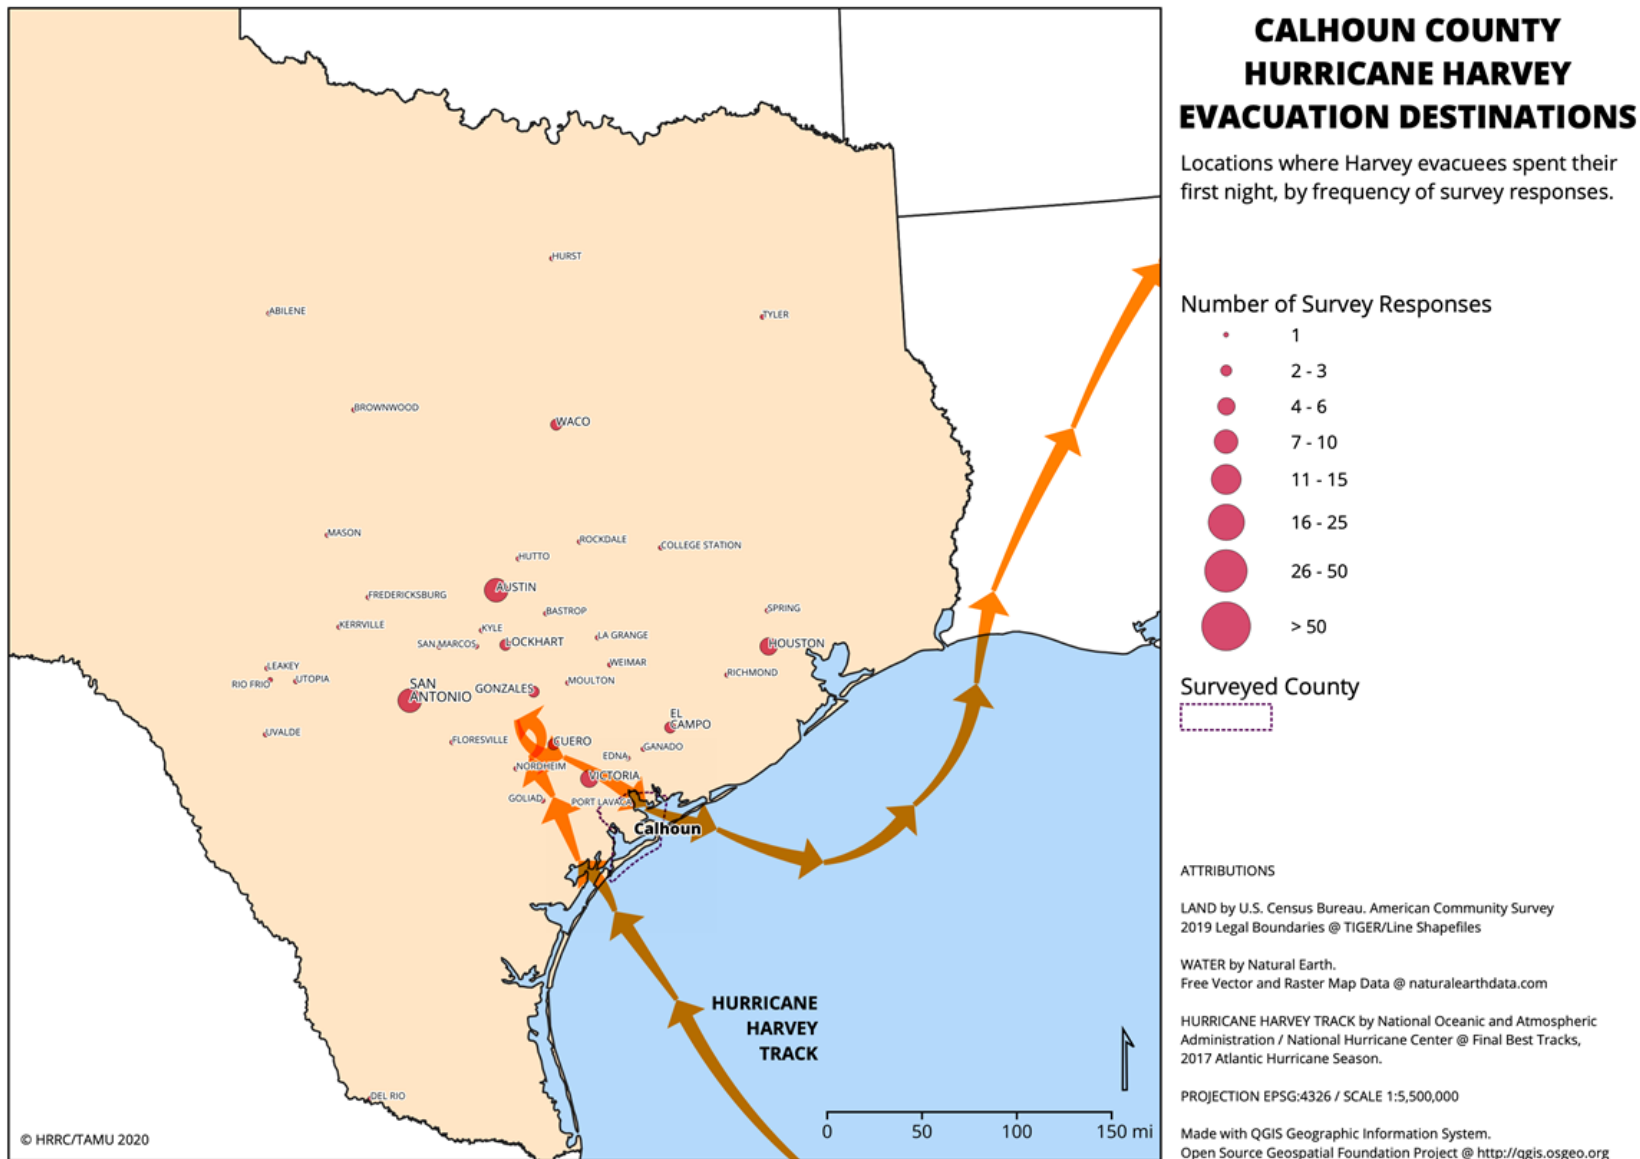 CALHOUN COUNTY
HURRICANE HARVEY
EVACUATION DESTINATIONS
Locations where Harvey evacuees spent their
first night, by frequency of survey responses.
Number of Survey Responses
1
2 - 3
4 - 6
7 - 10
11 - 15
16 - 25
26 - 50
> 50
Surveyed County
ATTRIBUTIONS
LAND by U.S. Census Bureau. American Community Survey
2019 Legal Boundaries @ TIGER/Line Shapefiles
WATER by Natural Earth.
Free Vector and Raster Map Data @ naturalearthdata.com
HURRICANE HARVEY TRACK by National Oceanic and Atmospheric
Administration / National Hurricane Center @ Final Best Tracks,
2017 Atlantic Hurricane Season.
PROJECTION EPSG:4326 / SCALE 1:5,500,000
Made with QGIS Geographic Information System.
Open Source Geospatial Foundation Project @ http://qgis.osgeo.org
HURST
ABILENE
TYLER
BROWNWOOD
WACO
MASON
ROCKDALE
COLLEGE STATION
HUTTO
AUSTIN
FREDERICKSBURG
BASTROP
SPRING
KERRVILLE
KYLE
LA GRANGE
SAN MARCOS
LOCKHART
HOUSTON
LEAKEY
WEIMAR
RICHMOND
RIO FRIO
UTOPIA
SAN
ANTONIO
GONZALES
MOULTON
EL
CAMPO
UVALDE
FLORESVILLE
CUERO
GANADO
EDNA
NORDHEIM
VICTORIA
GOLIAD
PORT LAVACA
Calhoun
HURRICANE
HARVEY
TRACK
DEL RIO
0
50
100
150 mi
© HRRC/TAMU 2020